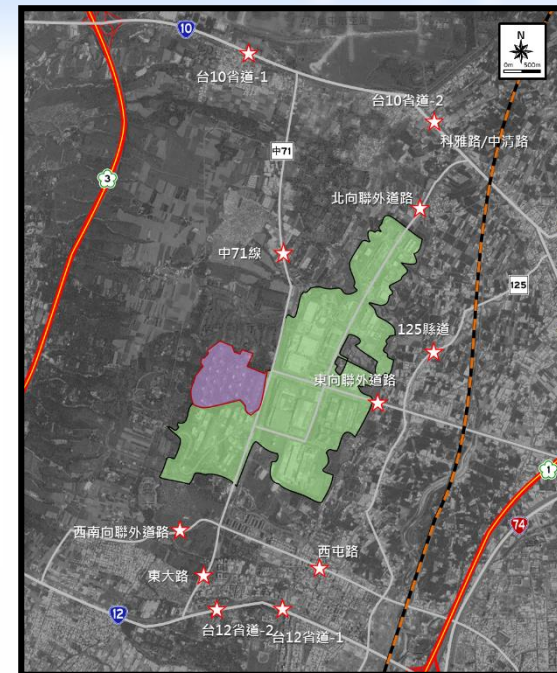 10
N
0m 500m
台10省道-1
台10省道-2
科雅路/中清路
中71
3
北向聯外道路
中71線
125
125縣道
東向聯外道路
1
74
西南向聯外道路
西屯路
東大路
12
台12省道-2
台12省道-1